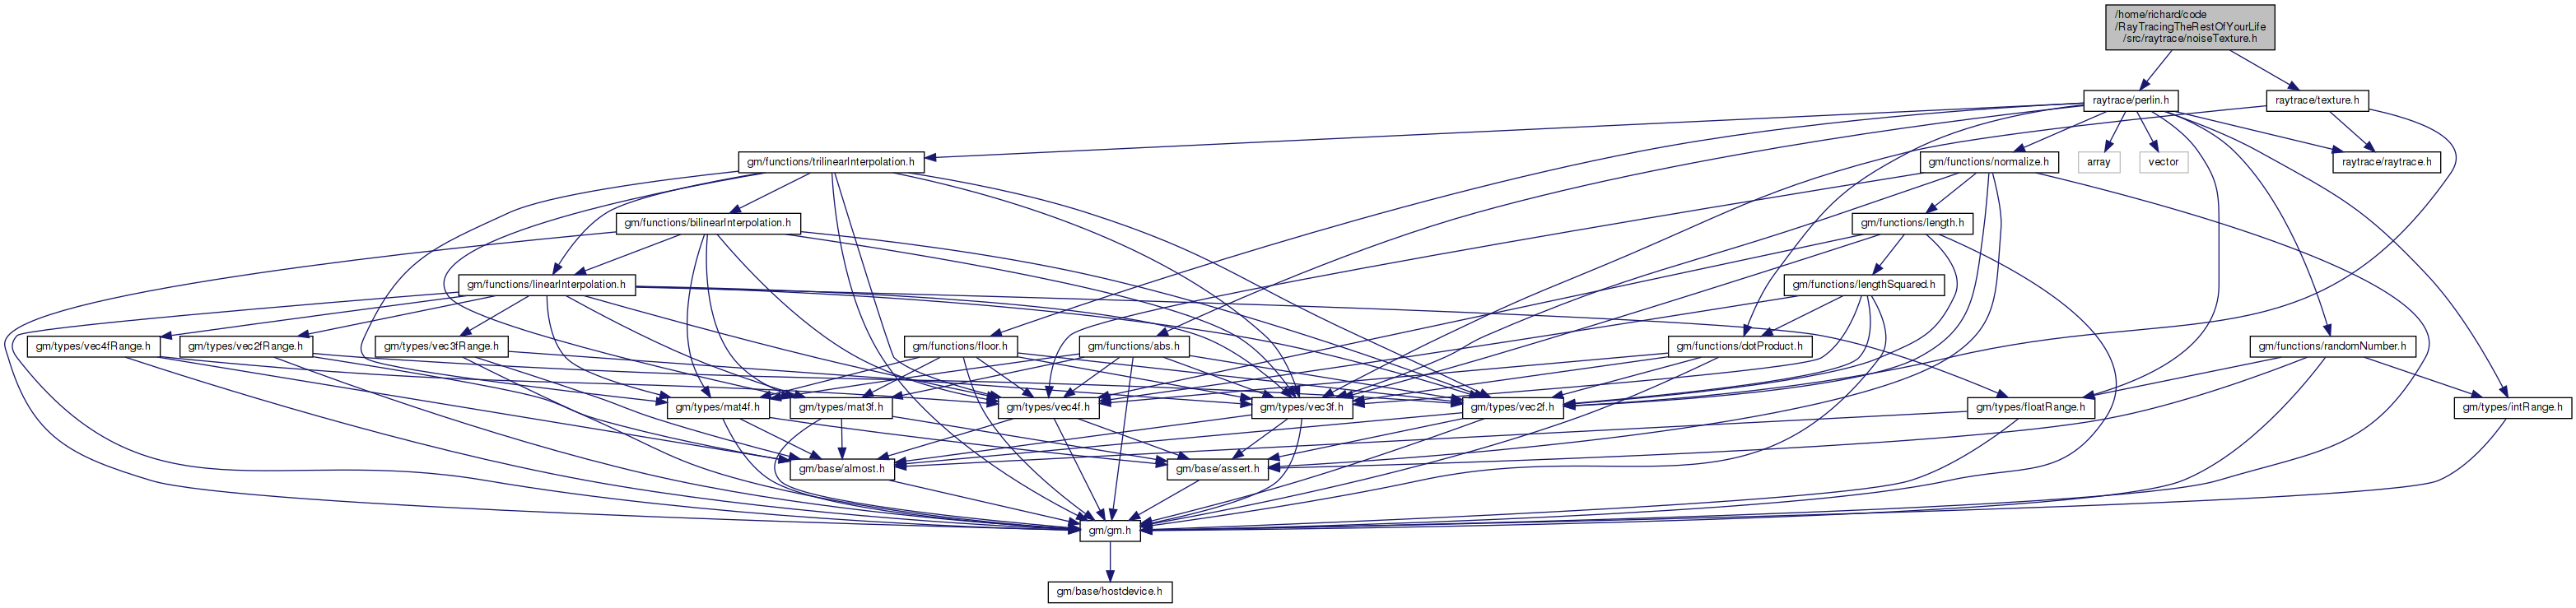 /home/richard/code
/RayTracingTheRestOfYourLife
/src/raytrace/noiseTexture.h
raytrace/perlin.h
raytrace/texture.h
gm/functions/trilinearInterpolation.h
gm/functions/normalize.h
array
vector
raytrace/raytrace.h
gm/functions/bilinearInterpolation.h
gm/functions/length.h
gm/functions/linearInterpolation.h
gm/functions/lengthSquared.h
gm/types/vec4fRange.h
gm/types/vec2fRange.h
gm/types/vec3fRange.h
gm/functions/floor.h
gm/functions/abs.h
gm/functions/dotProduct.h
gm/functions/randomNumber.h
gm/types/mat4f.h
gm/types/mat3f.h
gm/types/vec4f.h
gm/types/vec3f.h
gm/types/vec2f.h
gm/types/floatRange.h
gm/types/intRange.h
gm/base/almost.h
gm/base/assert.h
gm/gm.h
gm/base/hostdevice.h